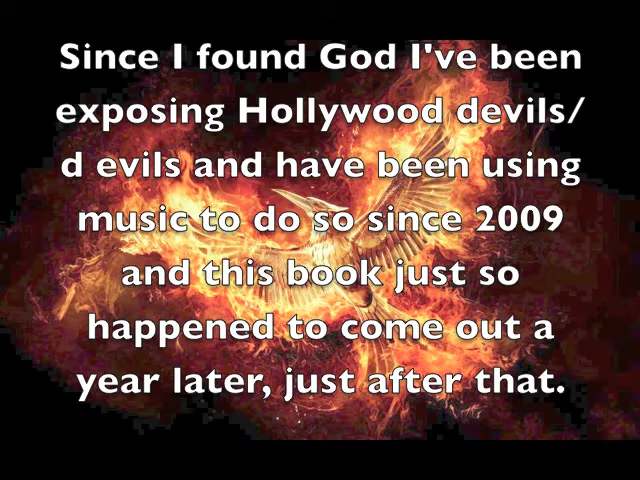 Since I found God I've been
exposing Hollywood devils/
d evils and have been using
music to do so since 2009
and this book just so
happened to come out a
year later, just after that.